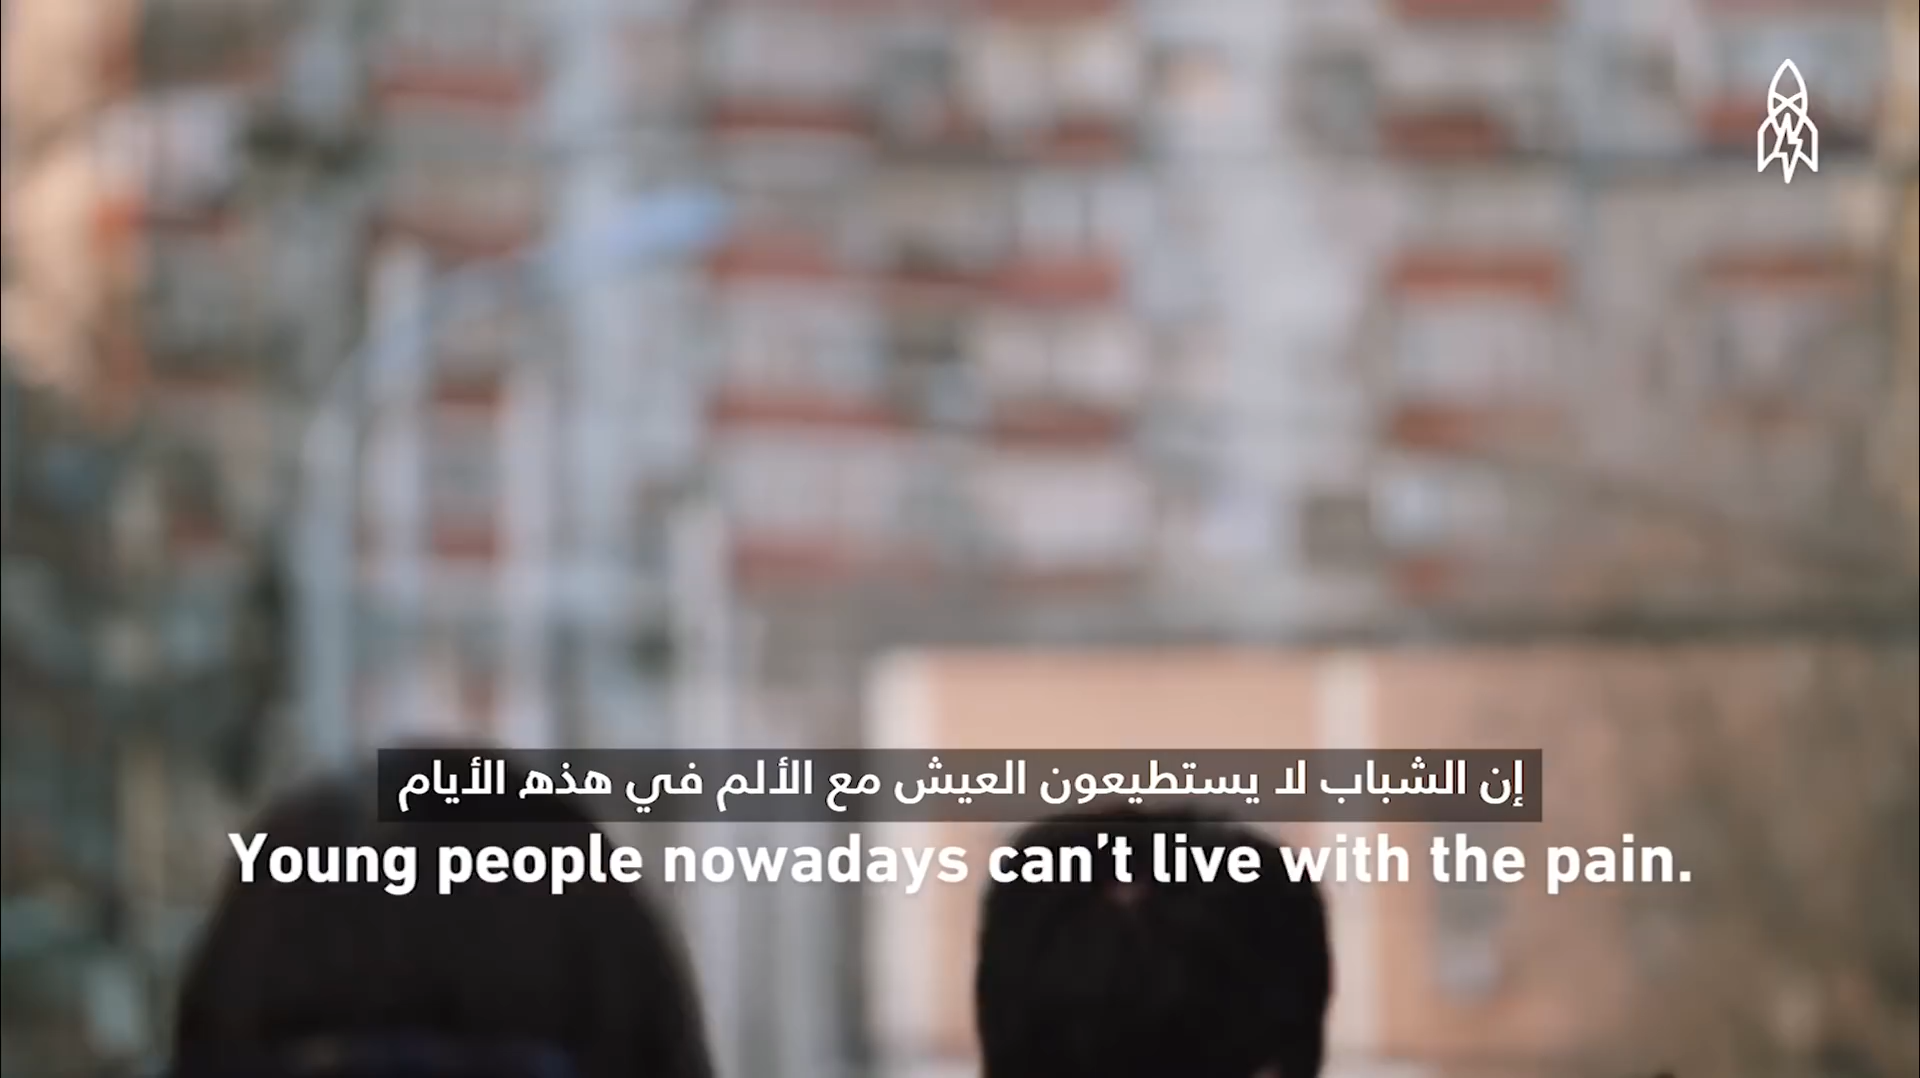 إن الشباب لا يستطيعون العيش مع الألم في هذه الأيام
Young people nowadays can't live with the pain.